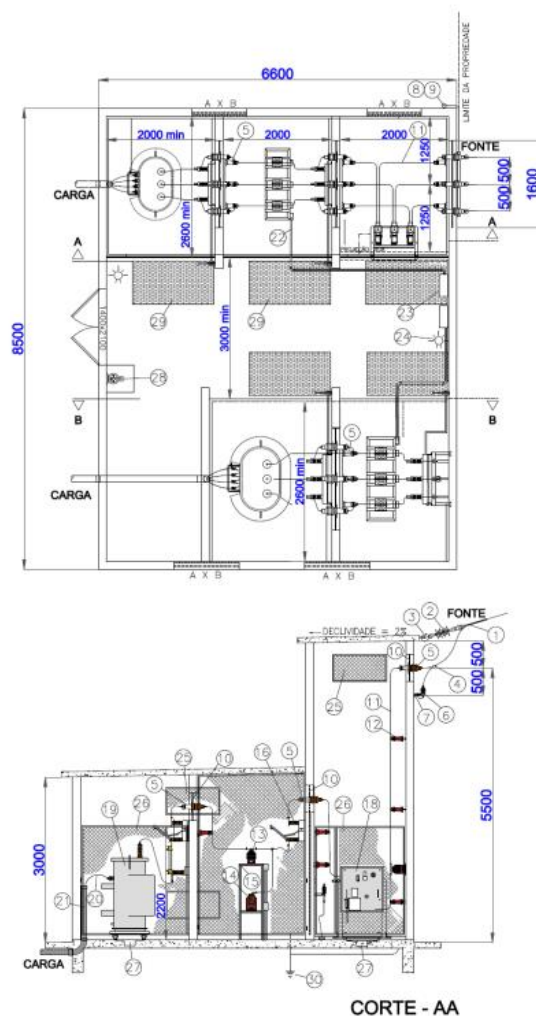 6600
LIMITE DA PROPRIEDADE
8
9
A X B
A X B
2000 min
5
2000
2000
11
FONTE
1250
500
500
1600
CARGA
2600 min
1250
22
A
A
29
29
23
24
8500
1400x2100
3000 min
28
B
B
5
2600 min
CARGA
A X B
A X B
FONTE
DECLIVIDADE = 2%
3
2
1
10
5
500
500
4
25
11
7
6
12
25
5
10
16
5
10
19
26
13
26
18
3000
5500
20
14
15
21
2200
CARGA
27
30
27
CORTE - AA